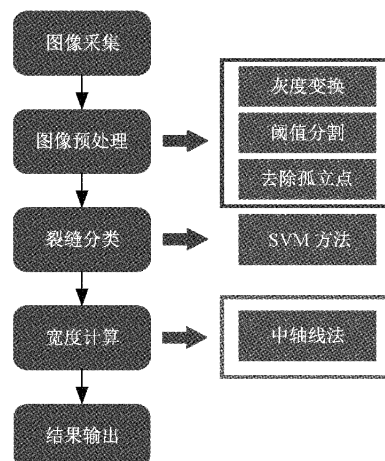 图像采集
图像预处理
灰度变换
阈值分割
去除孤立点
裂缝分类
SVM 方法
宽度计算
中轴线法
结果输出